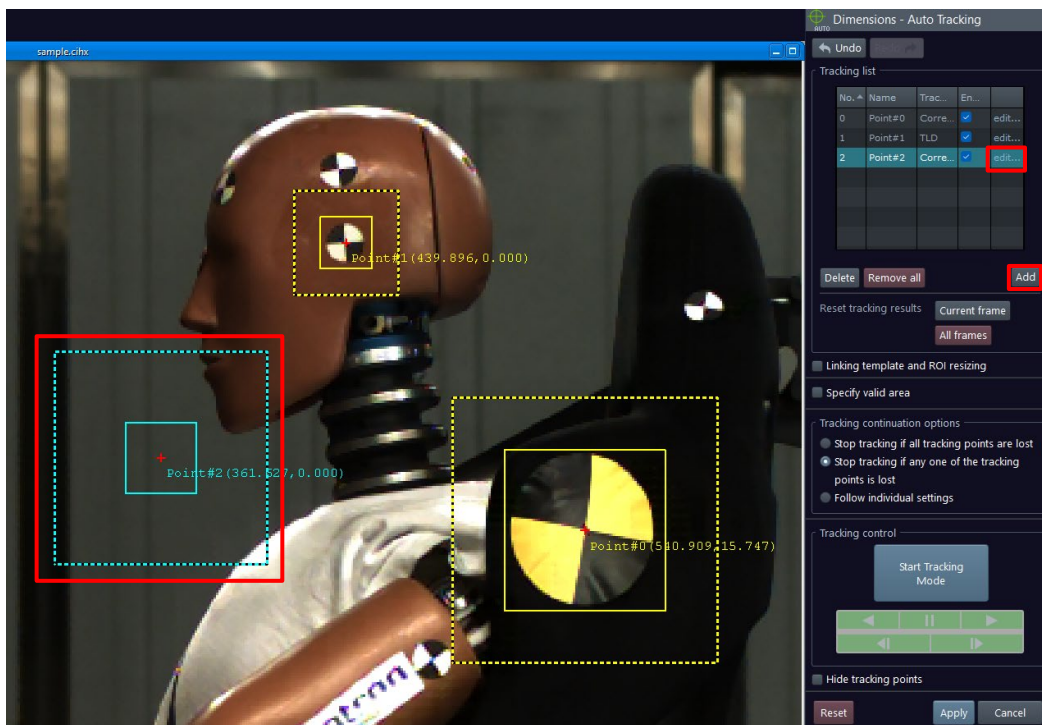 Dimensions - Auto Tracking
AUTO
sample.cihx
Undo
Tracking list
No. Name Trac... En...
0 Point#0 Corre... edit...
1 Point#1 TLD edit...
2 Point#2 Corre... edit...
Delete Remove all Add
Reset tracking results Current frame
All frames
Linking template and ROI resizing
Specify valid area
Tracking continuation options
Stop tracking if all tracking points are lost
Stop tracking if any one of the tracking
points is lost
Follow individual settings
Tracking control
Start Tracking
Mode
Hide tracking points
Reset Apply Cancel
Point#1(439.896,0.000)
Point#2(361.527,0.000)
Point#0(540.909,15.747)